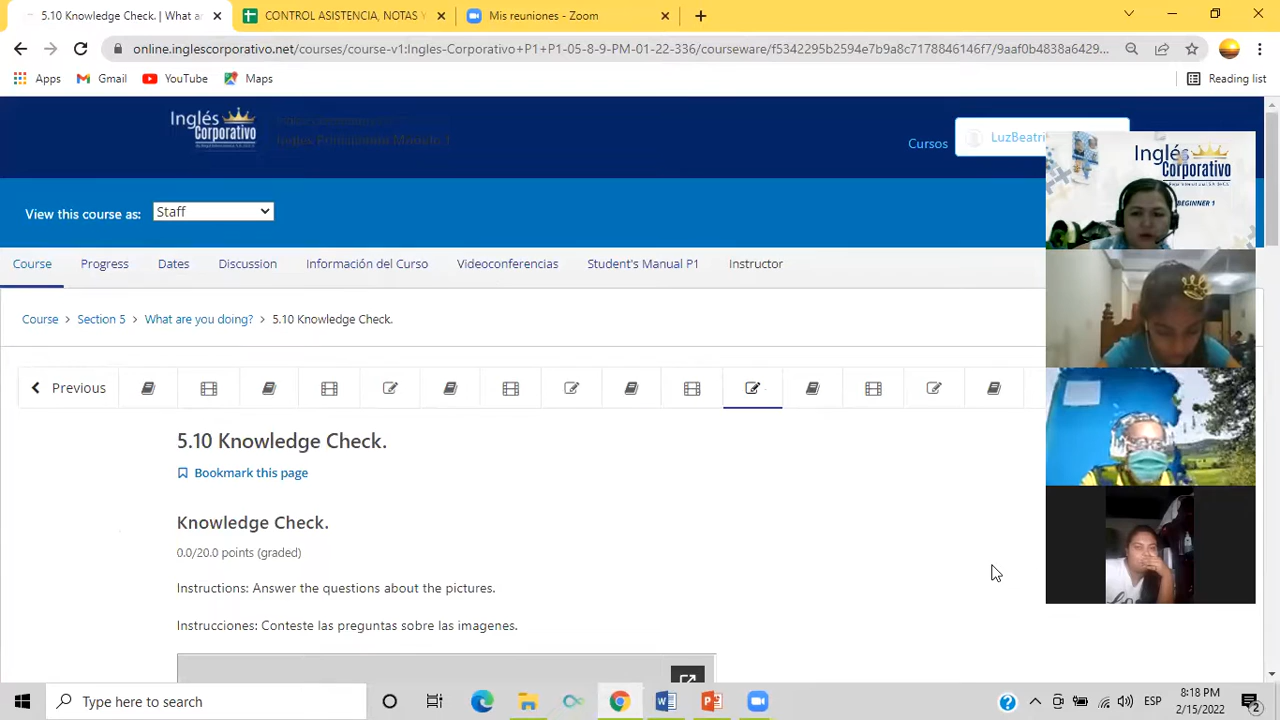 5.10 Knowledge Check. | Ingl as
CONTROL ASISTENCIA, NOTAS Y
Mis reuniones - Zoom
online.inglescorporativo.net/courses/course-v1:Ingles-Corporativo+P1+P1-05-8-9-PM-01-22-336/courseware/f5342295b2594e7b9a8c7178846146f7/9aaf0b4838a6429...
Apps
Gmail
YouTube
Maps
Reading list
Inglés
Corporativo
Cursos
LuzBeatri
Inglés
Corporativo
BEGINNER 1
View this course as:
Staff
Course
Progress
Dates
Discussion
Información del Curso
Videoconferencias
Student's Manual P1
Instructor
Course > Section 5 > What are you doing? > 5.10 Knowledge Check.
Previous
5.10 Knowledge Check.
Bookmark this page
Knowledge Check.
0.0/20.0 points (graded)
Instructions: Answer the questions about the pictures.
Instrucciones: Conteste las preguntas sobre las imagenes.
Type here to search
ESP
8:18 PM
2/15/2022
2